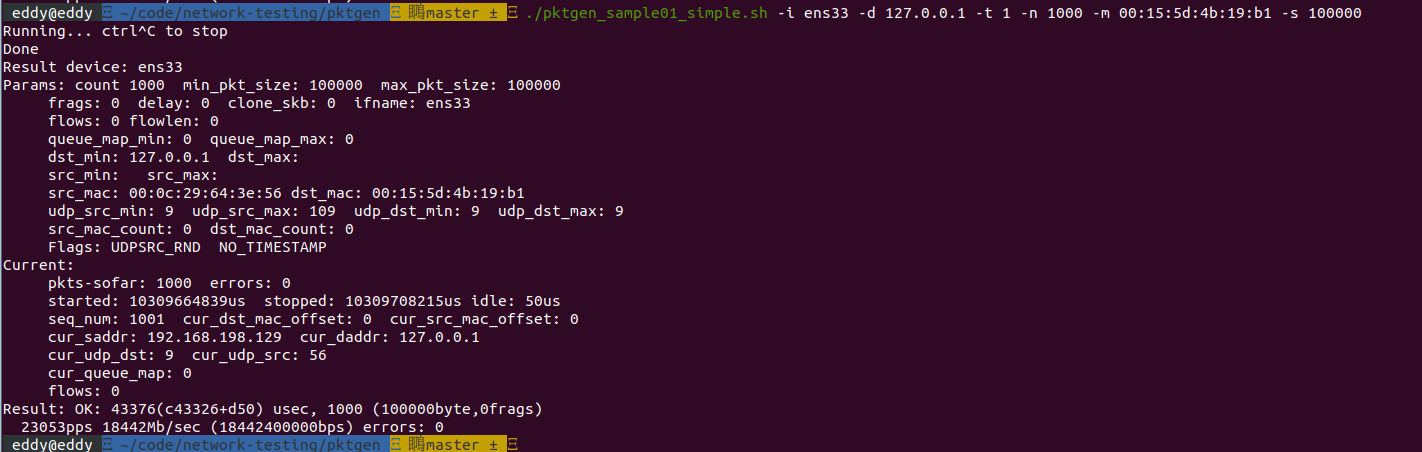 eddy@eddy ~/code/network-testing/pktgen master ± ./pktgen_sample01_simple.sh -i ens33 -d 127.0.0.1 -t 1 -n 1000 -m 00:15:5d:4b:19:b1 -s 100000
Running... ctrl^C to stop
Done
Result device: ens33
Params: count 1000  min_pkt_size: 100000  max_pkt_size: 100000
     frags: 0  delay: 0  clone_skb: 0  ifname: ens33
     flows: 0 flowlen: 0
     queue_map_min: 0  queue_map_max: 0
     dst_min: 127.0.0.1  dst_max:
     src_min:   src_max:
     src_mac: 00:0c:29:64:3e:56 dst_mac: 00:15:5d:4b:19:b1
     udp_src_min: 9  udp_src_max: 109  udp_dst_min: 9  udp_dst_max: 9
     src_mac_count: 0  dst_mac_count: 0
     Flags: UDPSRC_RND  NO_TIMESTAMP
Current:
     pkts-sofar: 1000  errors: 0
     started: 10309664839us  stopped: 10309708215us idle: 50us
     seq_num: 1001  cur_dst_mac_offset: 0  cur_src_mac_offset: 0
     cur_saddr: 192.168.198.129  cur_daddr: 127.0.0.1
     cur_udp_dst: 9  cur_udp_src: 56
     cur_queue_map: 0
     flows: 0
Result: OK: 43376(c43326+d50) usec, 1000 (100000byte,0frags)
  23053pps 18442Mb/sec (18442400000bps) errors: 0
eddy@eddy ~/code/network-testing/pktgen master ±